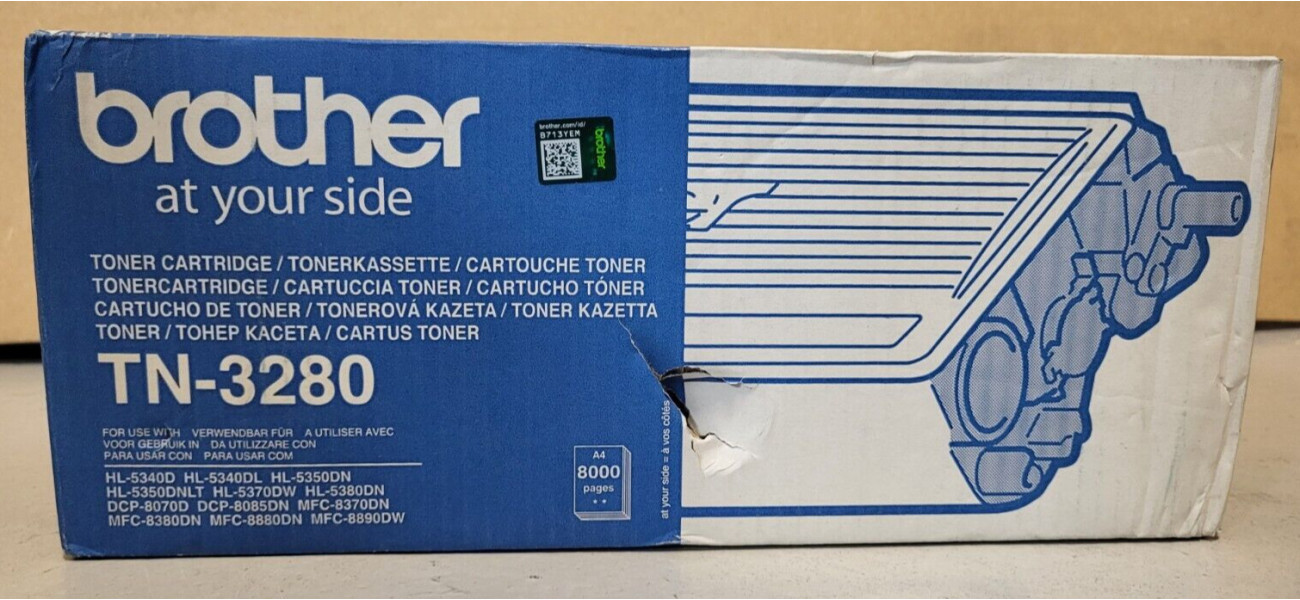 brother
at your side
brother.com/id/
B713YEM
brother
TONER CARTRIDGE / TONERKASSETTE / CARTOUCHE TONER
TONERCARTRIDGE / CARTUCCIA TONER / CARTUCHO TÓNER
CARTUCHO DE TONER / TONEROVÁ KAZETA / TONER KAZETTA
TONER / ТОНЕР КАСЕТА / CARTUS TONER
TN-3280
FOR USE WITH VERWENDBAR FÜR A UTILISER AVEC
VOOR GEBRUIK IN DA UTILIZZARE CON
PARA USAR CON PARA USAR COM
HL-5340D HL-5340DL HL-5350DN
HL-5350DNLT HL-5370DW HL-5380DN
DCP-8070D DCP-8085DN MFC-8370DN
MFC-8380DN MFC-8880DN MFC-8890DW
A4
8000
pages
at your side = à vos côtés